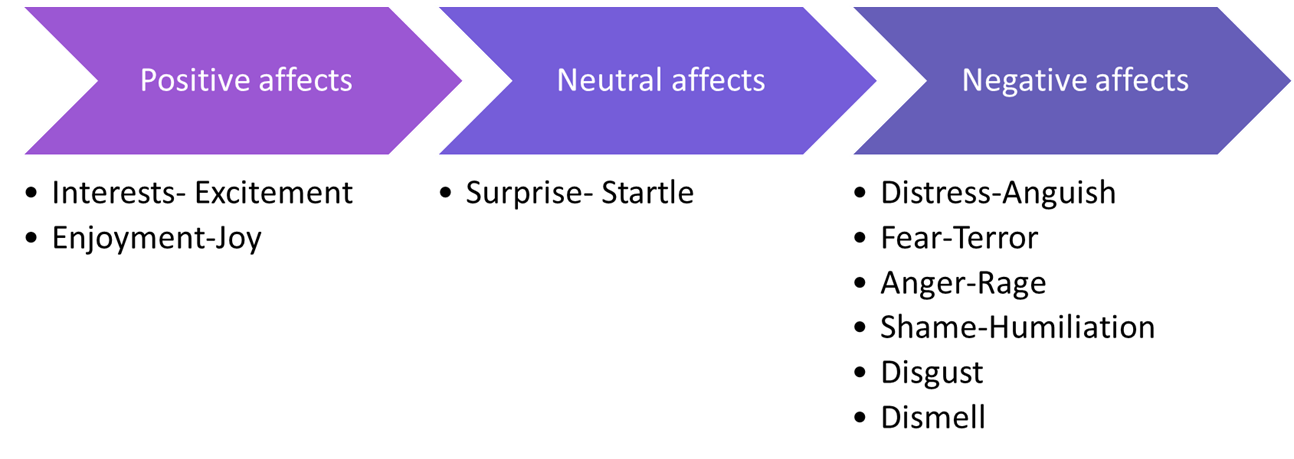 Positive affects
• Interests- Excitement
• Enjoyment-Joy
Neutral affects
• Surprise- Startle
Negative affects
• Distress-Anguish
• Fear-Terror
• Anger-Rage
• Shame-Humiliation
• Disgust
• Dismell